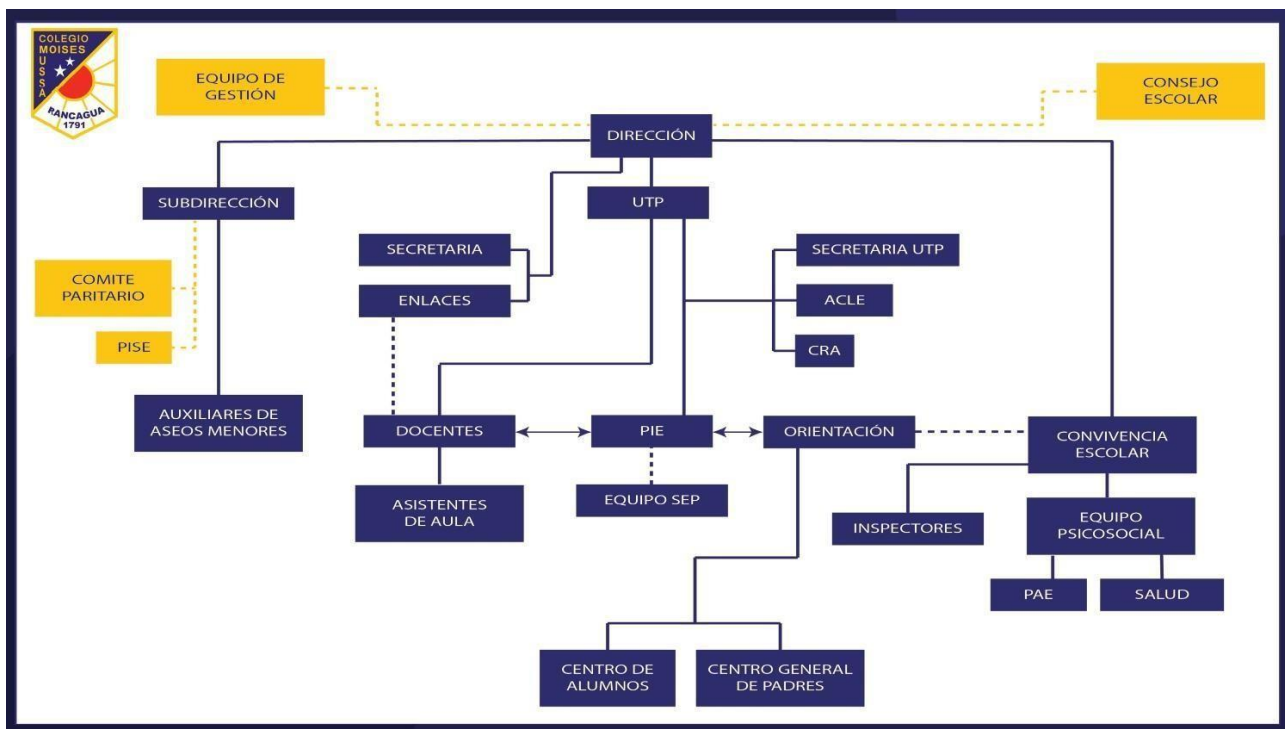 COLEGIO
MOISES
MUSSA
RANCAGUA
1791
EQUIPO DE
GESTIÓN
CONSEJO
ESCOLAR
DIRECCIÓN
SUBDIRECCIÓN
UTP
SECRETARIA
SECRETARIA UTP
COMITE
PARITARIO
ENLACES
ACLE
PISE
CRA
AUXILIARES DE
ASEOS MENORES
DOCENTES
PIE
ORIENTACIÓN
CONVIVENCIA
ESCOLAR
ASISTENTES
DE AULA
EQUIPO SEP
INSPECTORES
EQUIPO
PSICOSOCIAL
PAE
SALUD
CENTRO DE
ALUMNOS
CENTRO GENERAL
DE PADRES